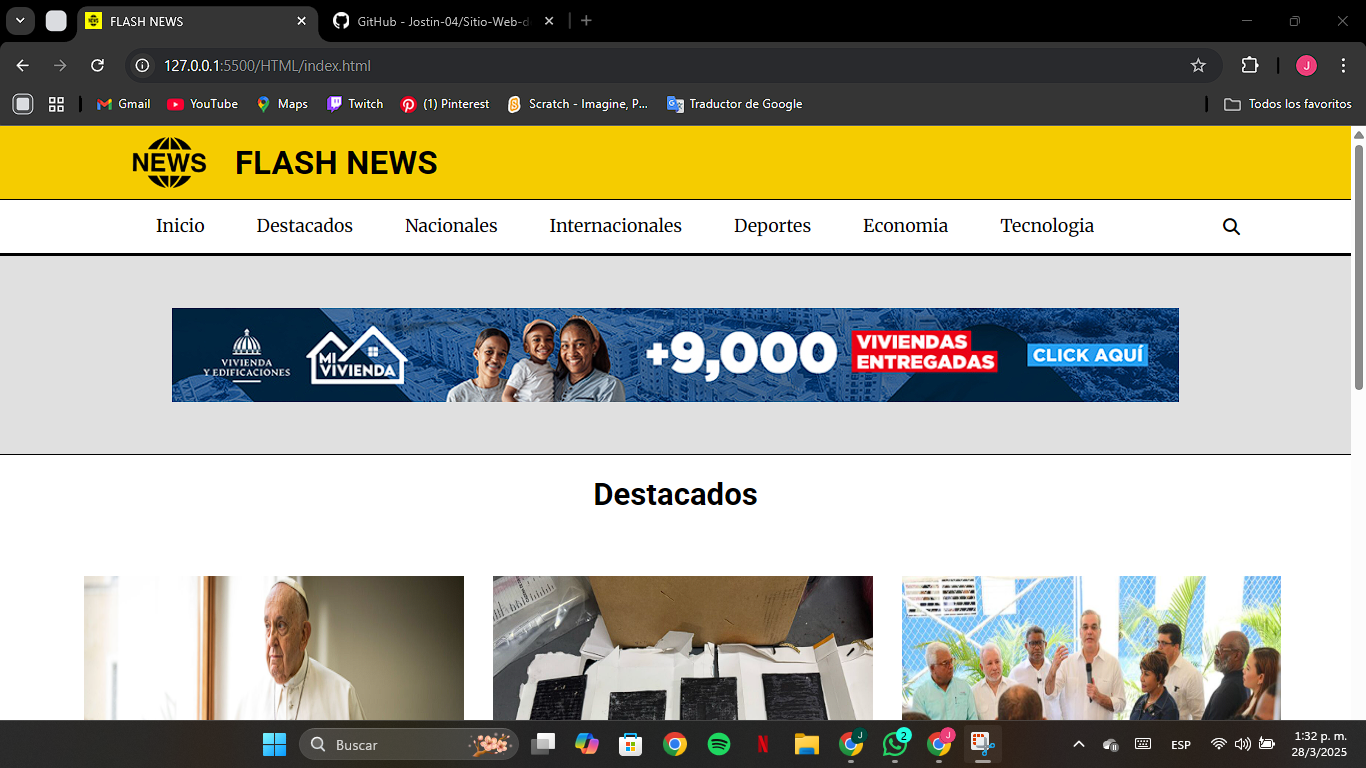 FLASH NEWS
GitHub - Jostin-04/Sitio-Web-d
127.0.0.1:5500/HTML/index.html
J
Gmail
YouTube
Maps
Twitch
(1) Pinterest
Scratch - Imagine, P...
Traductor de Google
Todos los favoritos
NEWS
FLASH NEWS
Inicio
Destacados
Nacionales
Internacionales
Deportes
Economia
Tecnologia
VIVIENDA
Y EDIFICACIONES
MI
VIVIENDA
+9,000
VIVIENDAS
ENTREGADAS
CLICK AQUÍ
Destacados
Buscar
J
2
J
ESP
1:32 p. m.
28/3/2025